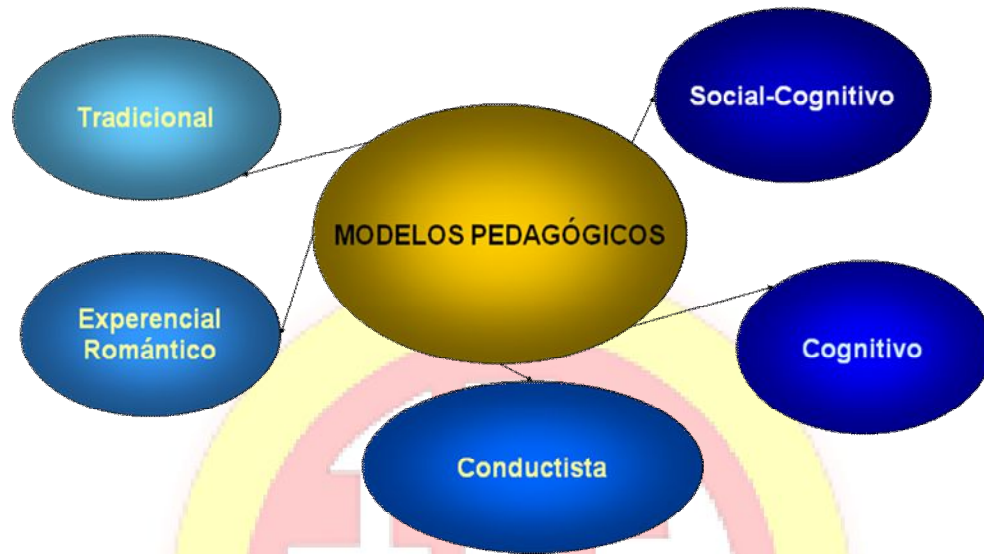 Tradicional
Social-Cognitivo
MODELOS PEDAGÓGICOS
Experencial
Romántico
Cognitivo
Conductista